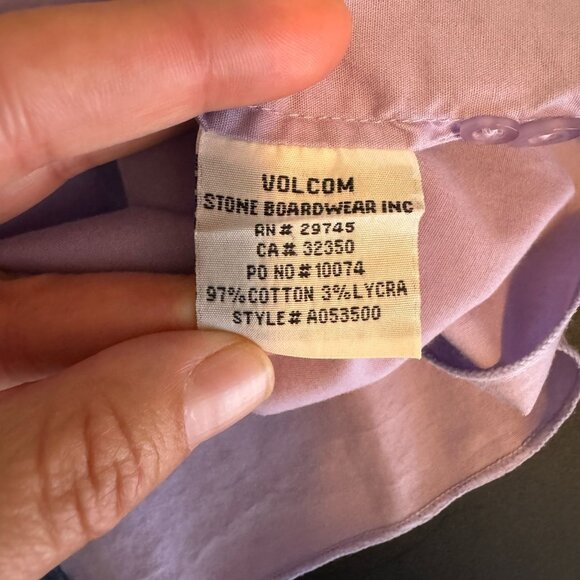 VOLCOM
STONE BOARDWEAR INC
RN# 29745
CA# 32350
PO NO#10074
97%COTTON 3%LYCRA
STYLE# A053500